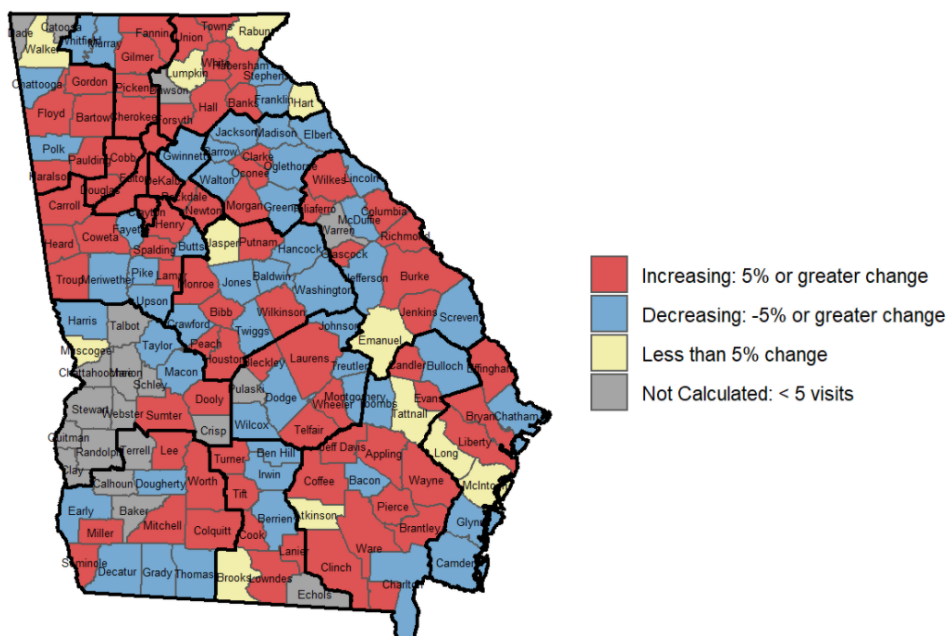 Dade
Catoosa
Walker
Whitfield
Murray
Fannin
Union
Towns
Rabun
Gilmer
White
Habersham
Lumpkin
Stephens
Chattooga
Gordon
Pickens
Dawson
Hall
Banks
Franklin
Hart
Floyd
Bartow
Cherokee
Forsyth
Jackson
Madison
Elbert
Polk
Paulding
Cobb
Gwinnett
Barrow
Clarke
Oglethorpe
Oconee
Haralson
Douglas
Fulton
DeKalb
Walton
Wilkes
Lincoln
Carroll
Rockdale
Newton
Morgan
Greene
Taliaferro
Columbia
McDuffie
Clayton
Henry
Fayette
Coweta
Heard
Spalding
Butts
Jasper
Putnam
Hancock
Warren
Richmond
Glascock
Troup
Meriwether
Pike
Lamar
Monroe
Jones
Baldwin
Washington
Jefferson
Burke
Upson
Bibb
Wilkinson
Jenkins
Screven
Harris
Talbot
Crawford
Twiggs
Johnson
Emanuel
Muscogee
Taylor
Peach
Houston
Bleckley
Laurens
Treutlen
Candler
Bulloch
Effingham
Chattahoochee
Marion
Macon
Schley
Pulaski
Dodge
Montgomery
Toombs
Evans
Tattnall
Bryan
Chatham
Stewart
Webster
Sumter
Dooly
Wilcox
Wheeler
Telfair
Crisp
Liberty
Long
Quitman
Randolph
Terrell
Lee
Turner
Ben Hill
Irwin
Jeff Davis
Appling
Wayne
McIntosh
Clay
Calhoun
Dougherty
Worth
Tift
Coffee
Bacon
Pierce
Early
Baker
Mitchell
Colquitt
Berrien
Atkinson
Brantley
Glynn
Miller
Cook
Ware
Seminole
Decatur
Grady
Thomas
Brooks
Lowndes
Lanier
Clinch
Charlton
Camden
Echols
Increasing: 5% or greater change
Decreasing: -5% or greater change
Less than 5% change
Not Calculated: < 5 visits